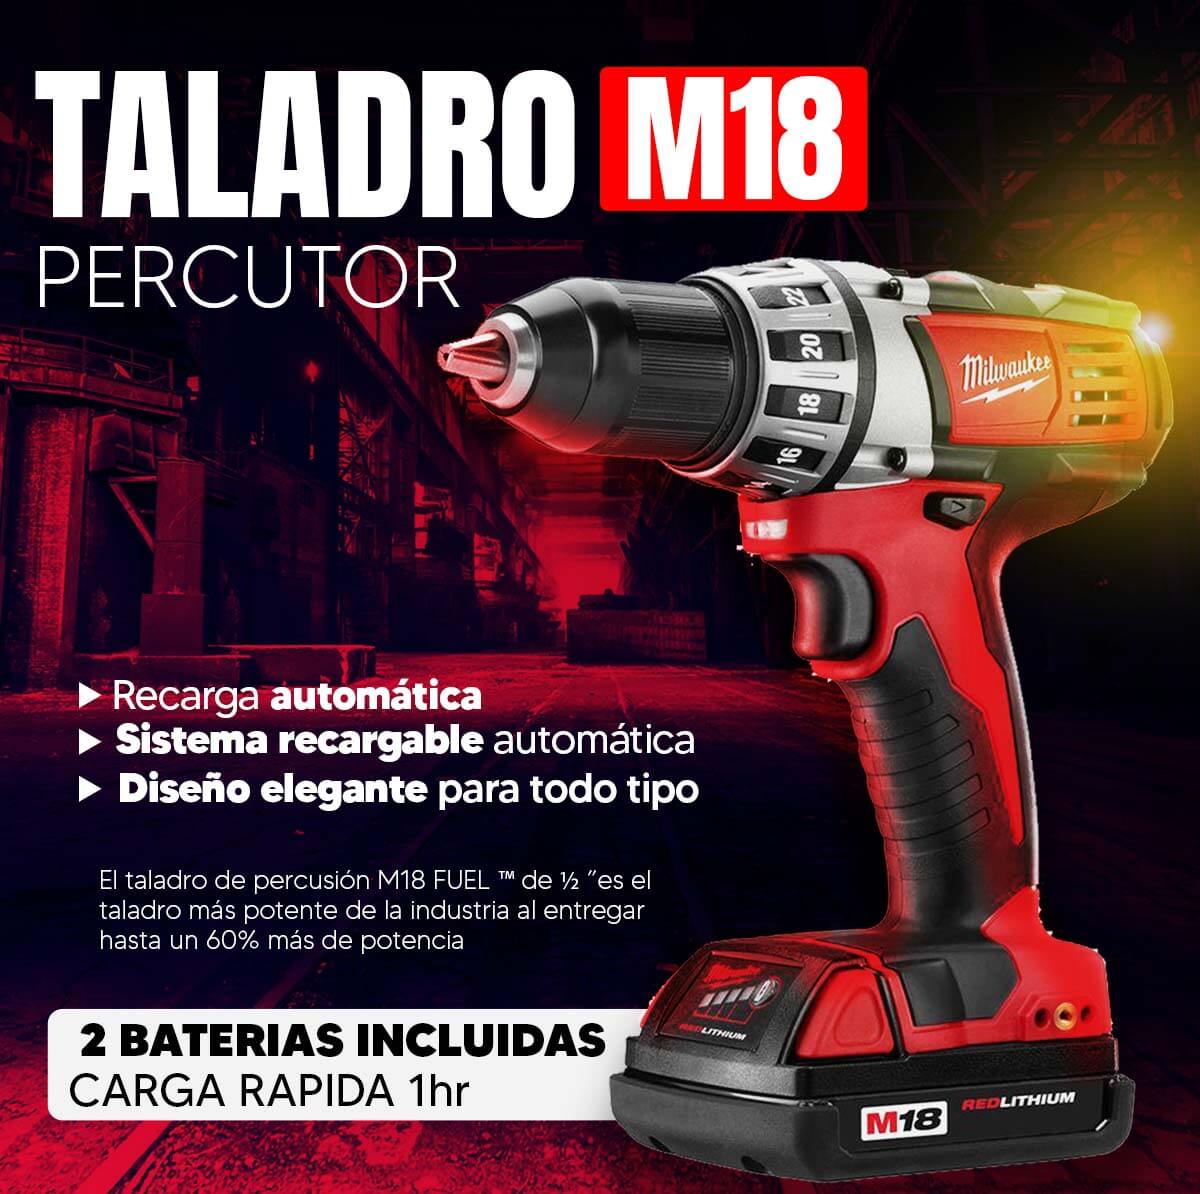 TALADRO M18
PERCUTOR
22
20
18
16
14
Milwaukee
▶ Recarga automática
▶ Sistema recargable automática
▶ Diseño elegante para todo tipo
El taladro de percusión M18 FUEL ™ de ½ ”es el
taladro más potente de la industria al entregar
hasta un 60% más de potencia
2 BATERIAS INCLUIDAS
CARGA RAPIDA 1hr
Milwaukee
REDLITHIUM
M18 REDLITHIUM